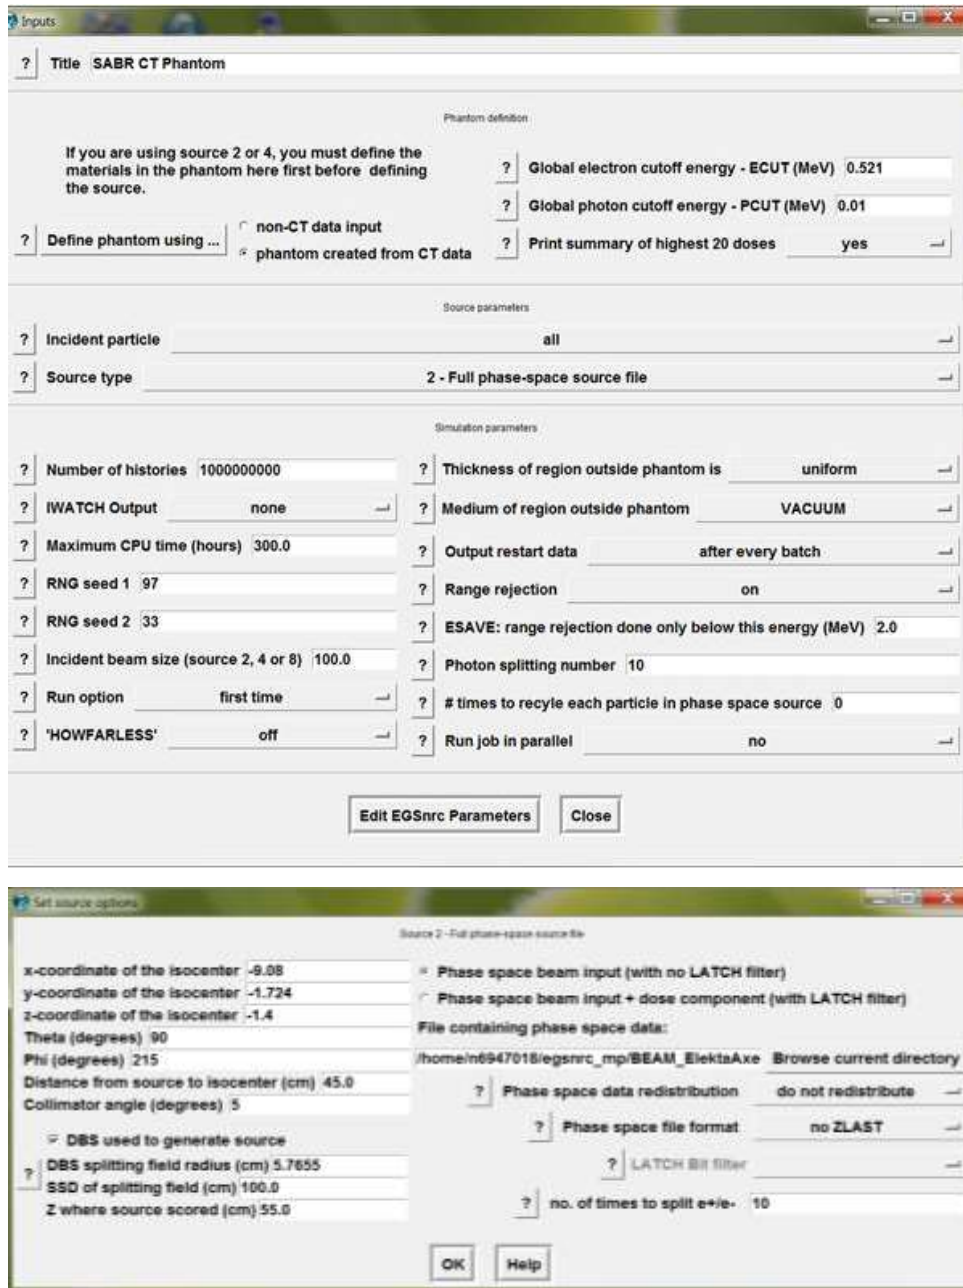 Inputs
? Title SABR CT Phantom
Phantom definition
If you are using source 2 or 4, you must define the
materials in the phantom here first before defining
the source.
? Define phantom using ...
non-CT data input
phantom created from CT data
? Global electron cutoff energy - ECUT (MeV) 0.521
? Global photon cutoff energy - PCUT (MeV) 0.01
? Print summary of highest 20 doses yes
Source parameters
? Incident particle all
? Source type 2 - Full phase-space source file
Simulation parameters
? Number of histories 1000000000
? IWATCH Output none
? Maximum CPU time (hours) 300.0
? RNG seed 1 97
? RNG seed 2 33
? Incident beam size (source 2, 4 or 8) 100.0
? Run option first time
? 'HOWFARLESS' off
? Thickness of region outside phantom is uniform
? Medium of region outside phantom VACUUM
? Output restart data after every batch
? Range rejection on
? ESAVE: range rejection done only below this energy (MeV) 2.0
? Photon splitting number 10
? # times to recyle each particle in phase space source 0
? Run job in parallel no
Edit EGSnrc Parameters Close
Set source options
Source 2 - Full phase-space source file
x-coordinate of the isocenter -9.08
y-coordinate of the isocenter -1.724
z-coordinate of the isocenter -1.4
Theta (degrees) 90
Phi (degrees) 215
Distance from source to isocenter (cm) 45.0
Collimator angle (degrees) 5
DBS used to generate source
? DBS splitting field radius (cm) 5.7655
SSD of splitting field (cm) 100.0
Z where source scored (cm) 55.0
Phase space beam input (with no LATCH filter)
Phase space beam input + dose component (with LATCH filter)
File containing phase space data:
/home/n6947018/egsnrc_mp/BEAM_ElektaAxe Browse current directory
? Phase space data redistribution do not redistribute
? Phase space file format no ZLAST
? LATCH Bit filter
? no. of times to split e+/e- 10
OK Help